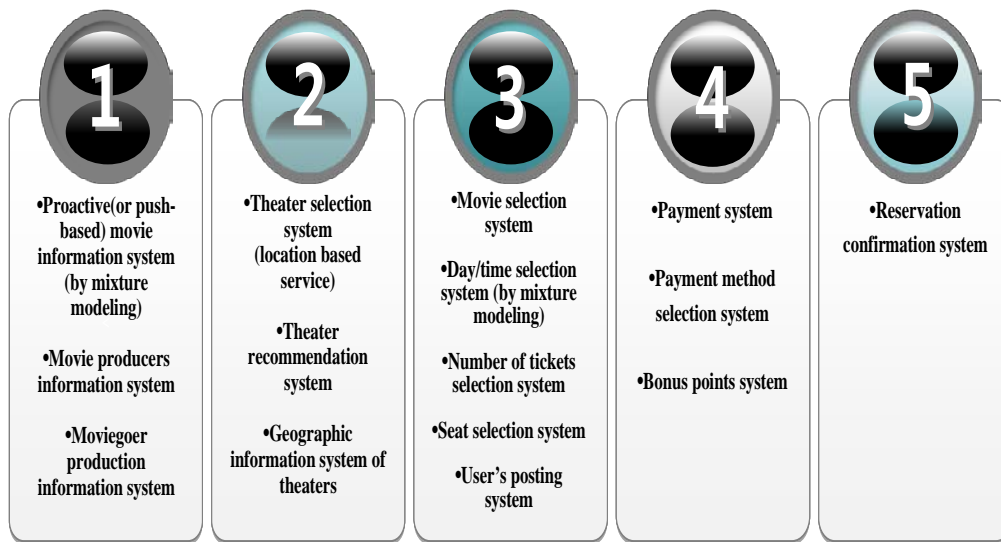 1
•Proactive(or push-
based) movie
information system
(by mixture
modeling)
•Movie producers
information system
•Moviegoer
production
information system
2
•Theater selection
system
(location based
service)
•Theater
recommendation
system
•Geographic
information system of
theaters
3
•Movie selection
system
•Day/time selection
system (by mixture
modeling)
•Number of tickets
selection system
•Seat selection system
•User's posting
system
4
•Payment system
•Payment method
selection system
•Bonus points system
5
•Reservation
confirmation system